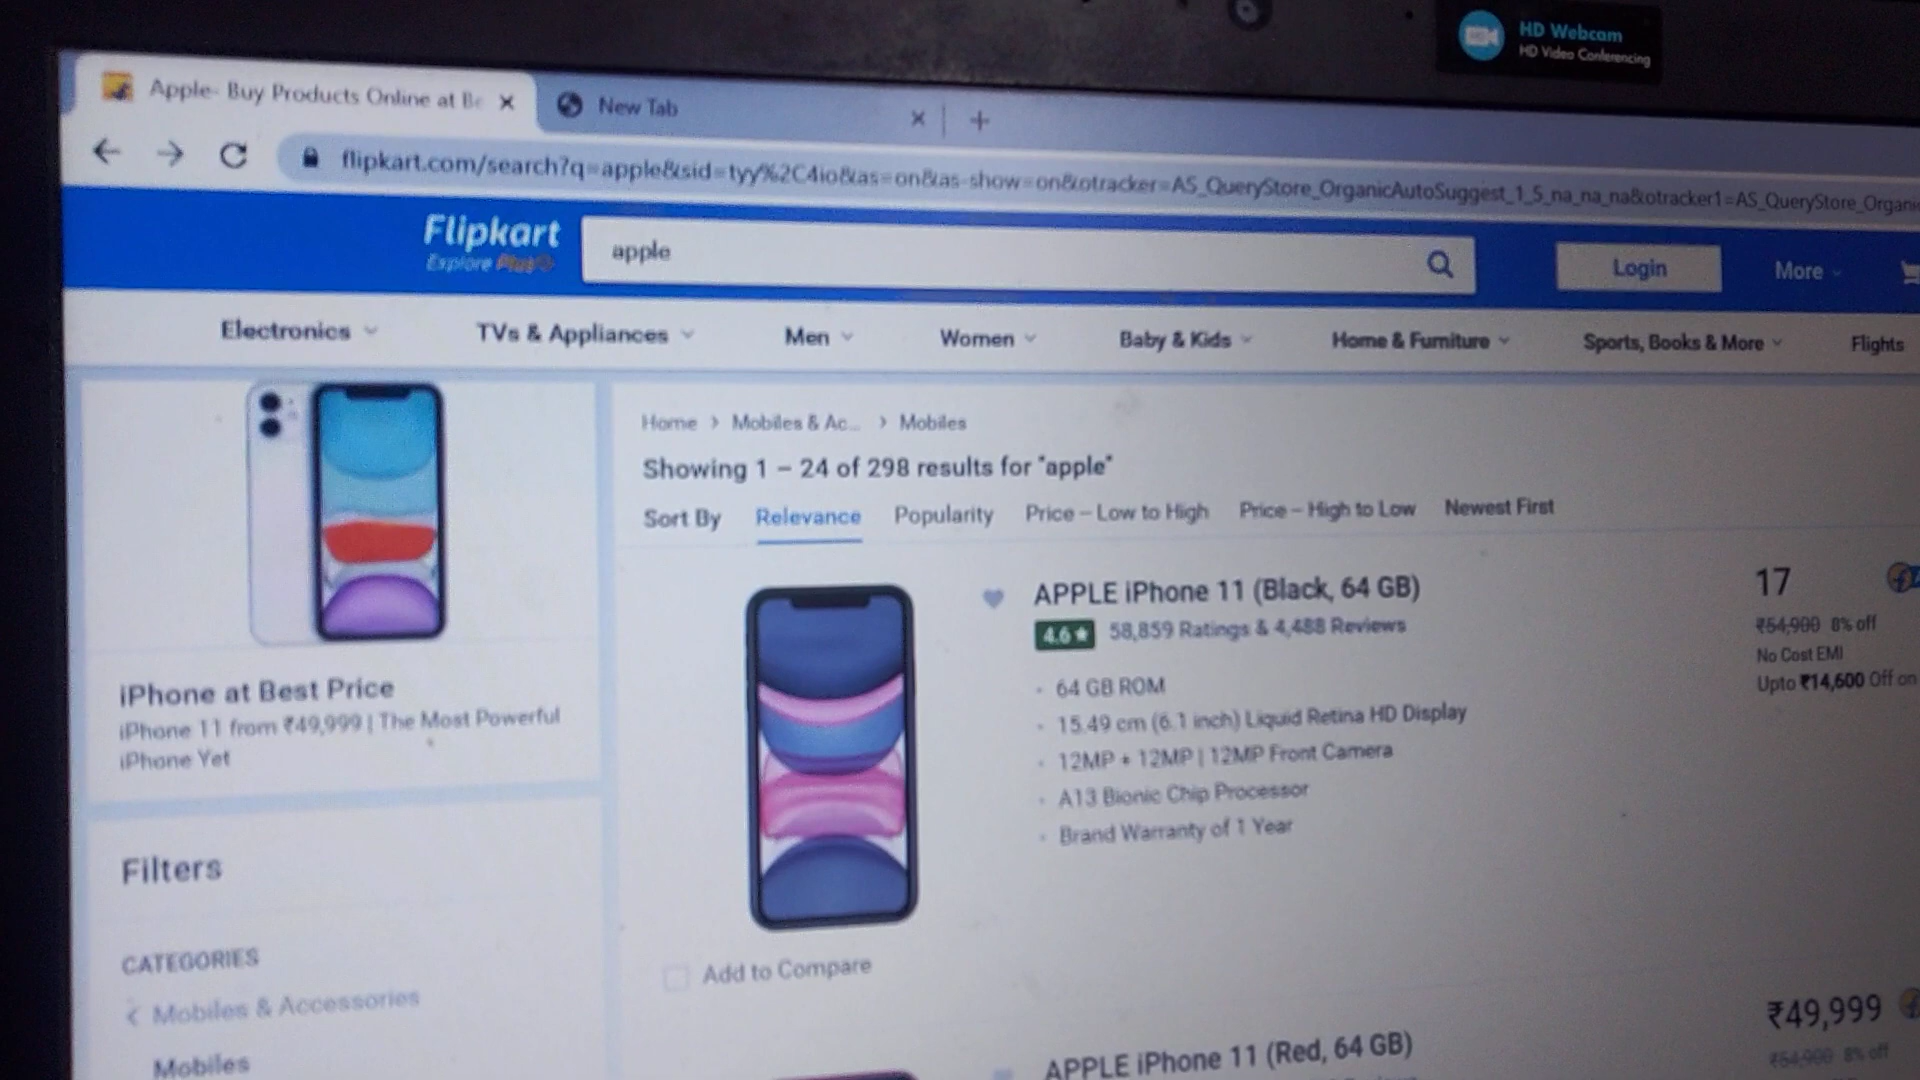 HD Webcam
HD Video Conferencing
Apple- Buy Products Online at Be
New Tab
flipkart.com/search?q=apple&sid=tyy%2C4io&as=on&as-show=on&otracker=AS_QueryStore_OrganicAutoSuggest_1_5_na_na_na&otracker1=AS_QueryStore_Organic
Flipkart
Explore Plus
apple
Login
More
Electronics
TVs & Appliances
Men
Women
Baby & Kids
Home & Furniture
Sports, Books & More
Flights
iPhone at Best Price
iPhone 11 from ₹49,999 | The Most Powerful
iPhone Yet
Filters
CATEGORIES
Mobiles & Accessories
Mobiles
Home > Mobiles & Ac... > Mobiles
Showing 1 – 24 of 298 results for "apple"
Sort By Relevance Popularity Price -- Low to High Price -- High to Low Newest First
APPLE iPhone 11 (Black, 64 GB)
4.6★ 58,859 Ratings & 4,488 Reviews
64 GB ROM
15.49 cm (6.1 inch) Liquid Retina HD Display
12MP + 12MP | 12MP Front Camera
A13 Bionic Chip Processor
Brand Warranty of 1 Year
17
₹54,900 8% off
No Cost EMI
Upto ₹14,600 Off on
Add to Compare
APPLE iPhone 11 (Red, 64 GB)
₹49,999
₹54,900 8% off